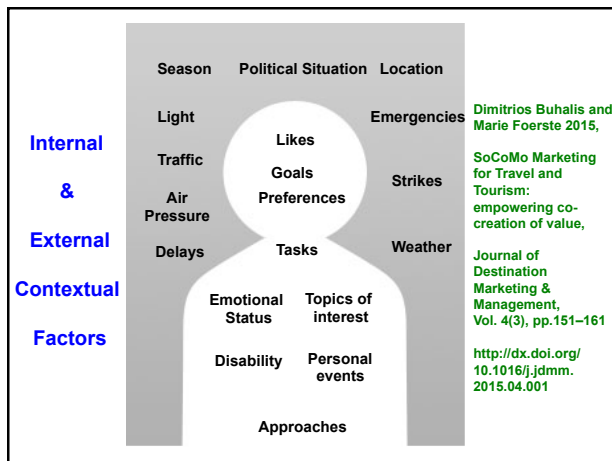 Internal
&
External
Contextual
Factors
Season Political Situation Location
Light
Traffic
Air
Pressure
Delays
Likes
Goals
Preferences
Tasks
Emotional
Status
Topics of
interest
Disability
Personal
events
Approaches
Emergencies
Strikes
Weather
Dimitrios Buhalis and
Marie Foerste 2015,
SoCoMo Marketing
for Travel and
Tourism:
empowering co-
creation of value,
Journal of
Destination
Marketing &
Management,
Vol. 4(3), pp.151–161
http://dx.doi.org/
10.1016/j.jdmm.
2015.04.001